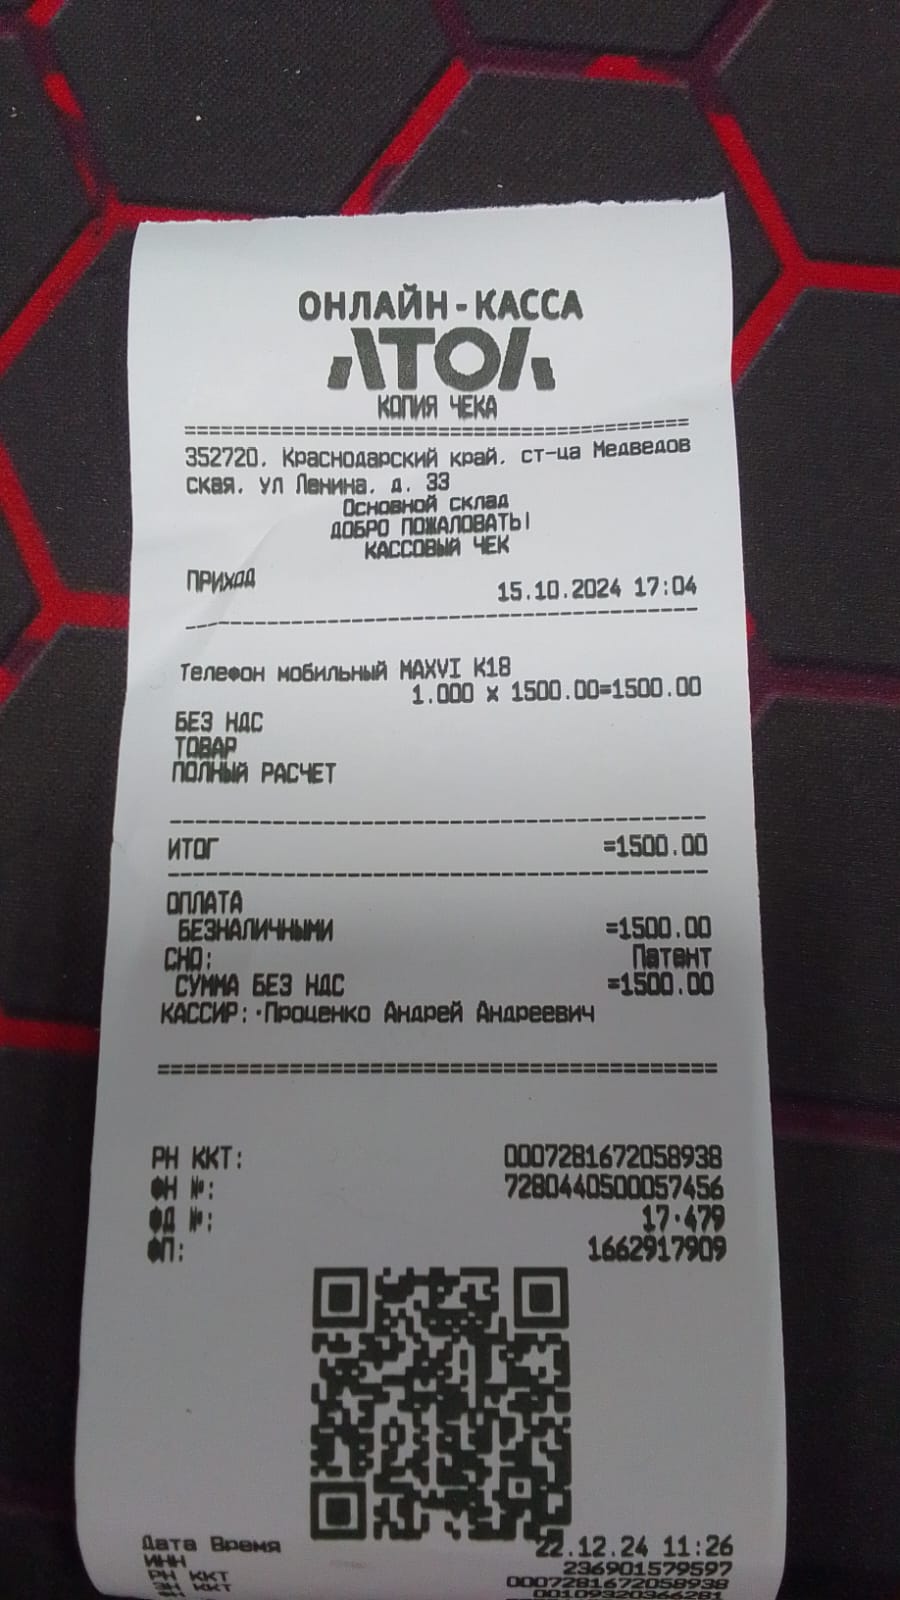 ОНЛАЙН-КАССА
АТОЛ
КОПИЯ ЧЕКА
==========================================
352720, Краснодарский край, ст-ца Медведов
ская, ул Ленина, д. 33
Основной склад
ДОБРО ПОЖАЛОВАТЬ!
КАССОВЫЙ ЧЕК
ПРИХОД 15.10.2024 17:04
------------------------------------------
Телефон мобильный MAXVI K18
1.000 x 1500.00=1500.00
БЕЗ НДС
ТОВАР
ПОЛНЫЙ РАСЧЕТ
------------------------------------------
ИТОГ =1500.00
------------------------------------------
ОПЛАТА
БЕЗНАЛИЧНЫМИ =1500.00
СНО: Патент
СУММА БЕЗ НДС =1500.00
КАССИР: Проценко Андрей Андреевич
==========================================
РН ККТ: 0007281672058938
ФН №: 7280440500057456
ФД №: 17479
ФП: 1662917909
Дата Время 22.12.24 11:26
ИНН 236901579597
РН ККТ 0007281672058938
ЗН ККТ